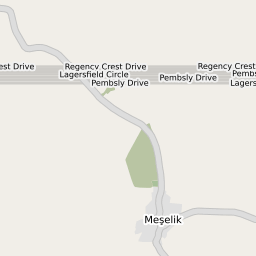 est Drive
Regency Crest Drive
Regency Crest D
Lagersfield Circle
Pembsly Drive
Pembsly Drive
Pembs
Lagers
Meşelik